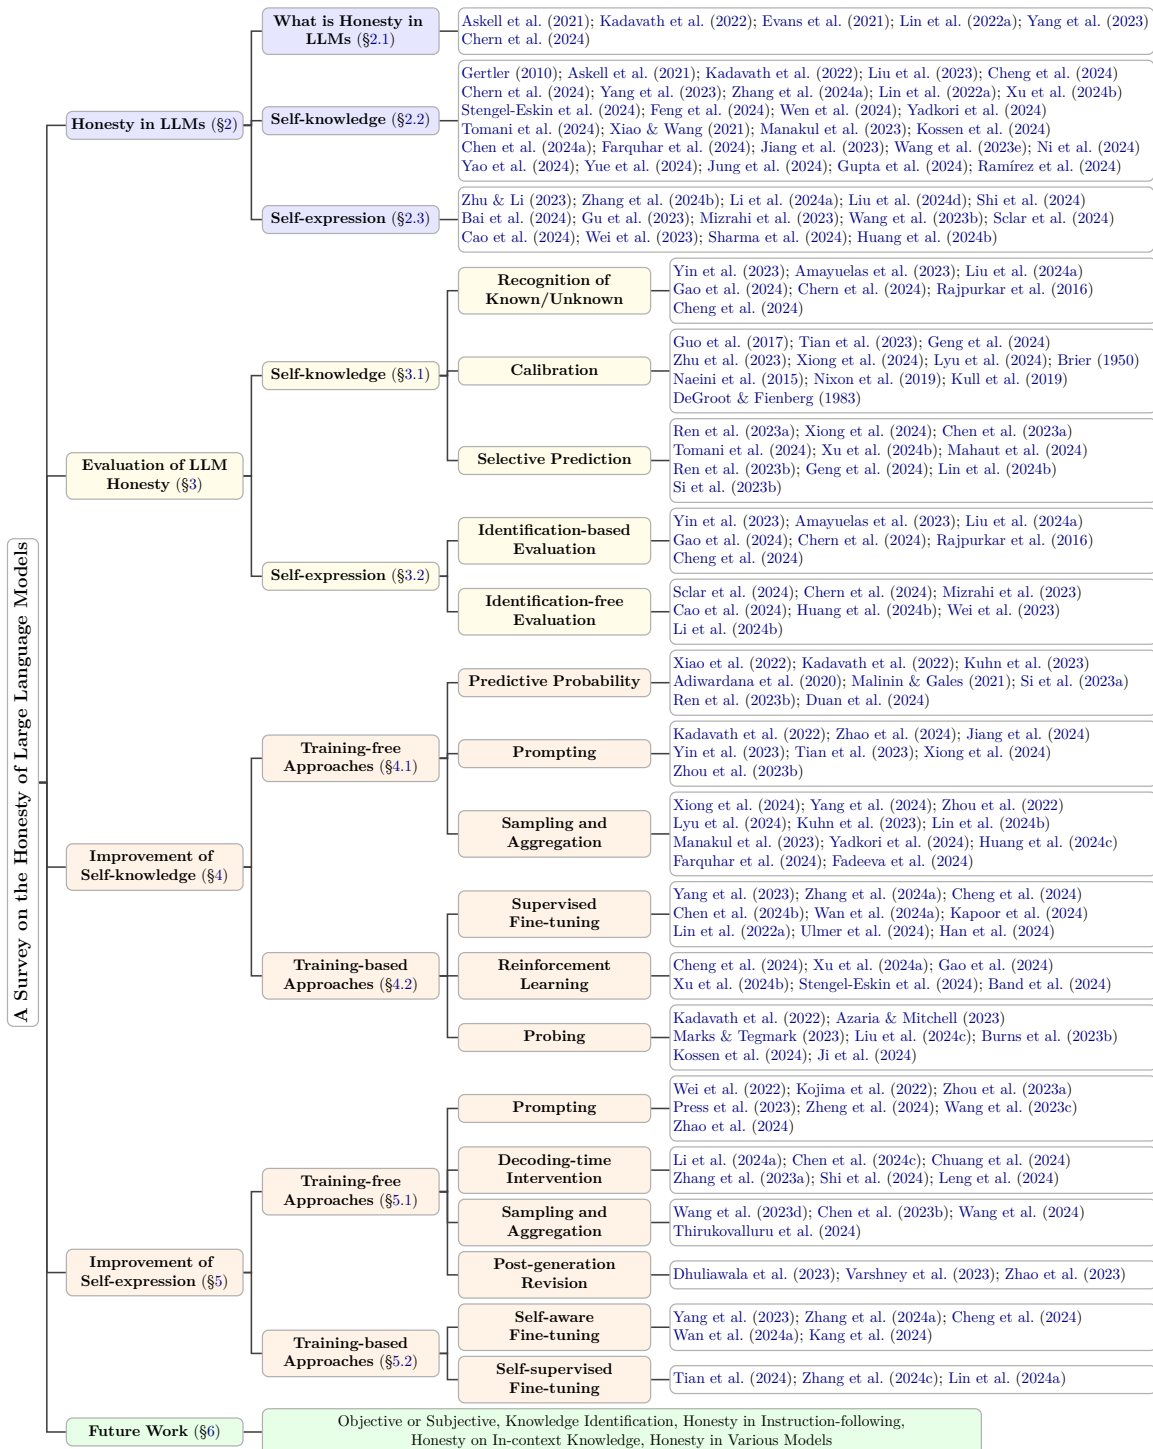 A Survey on the Honesty of Large Language Models
Honesty in LLMs (§2)
What is Honesty in
LLMs (§2.1)
Askell et al. (2021); Kadavath et al. (2022); Evans et al. (2021); Lin et al. (2022a); Yang et al. (2023)
Chern et al. (2024)
Self-knowledge (§2.2)
Gertler (2010); Askell et al. (2021); Kadavath et al. (2022); Liu et al. (2023); Cheng et al. (2024)
Chern et al. (2024); Yang et al. (2023); Zhang et al. (2024a); Lin et al. (2022a); Xu et al. (2024b)
Stengel-Eskin et al. (2024); Feng et al. (2024); Wen et al. (2024); Yadkori et al. (2024)
Tomani et al. (2024); Xiao & Wang (2021); Manakul et al. (2023); Kossen et al. (2024)
Chen et al. (2024a); Farquhar et al. (2024); Jiang et al. (2023); Wang et al. (2023e); Ni et al. (2024)
Yao et al. (2024); Yue et al. (2024); Jung et al. (2024); Gupta et al. (2024); Ramírez et al. (2024)
Self-expression (§2.3)
Zhu & Li (2023); Zhang et al. (2024b); Li et al. (2024a); Liu et al. (2024d); Shi et al. (2024)
Bai et al. (2024); Gu et al. (2023); Mizrahi et al. (2023); Wang et al. (2023b); Sclar et al. (2024)
Cao et al. (2024); Wei et al. (2023); Sharma et al. (2024); Huang et al. (2024b)
Evaluation of LLM
Honesty (§3)
Self-knowledge (§3.1)
Recognition of
Known/Unknown
Yin et al. (2023); Amayuelas et al. (2023); Liu et al. (2024a)
Gao et al. (2024); Chern et al. (2024); Rajpurkar et al. (2016)
Cheng et al. (2024)
Calibration
Guo et al. (2017); Tian et al. (2023); Geng et al. (2024)
Zhu et al. (2023); Xiong et al. (2024); Lyu et al. (2024); Brier (1950)
Naeini et al. (2015); Nixon et al. (2019); Kull et al. (2019)
DeGroot & Fienberg (1983)
Selective Prediction
Ren et al. (2023a); Xiong et al. (2024); Chen et al. (2023a)
Tomani et al. (2024); Xu et al. (2024b); Mahaut et al. (2024)
Ren et al. (2023b); Geng et al. (2024); Lin et al. (2024b)
Si et al. (2023b)
Self-expression (§3.2)
Identification-based
Evaluation
Yin et al. (2023); Amayuelas et al. (2023); Liu et al. (2024a)
Gao et al. (2024); Chern et al. (2024); Rajpurkar et al. (2016)
Cheng et al. (2024)
Identification-free
Evaluation
Sclar et al. (2024); Chern et al. (2024); Mizrahi et al. (2023)
Cao et al. (2024); Huang et al. (2024b); Wei et al. (2023)
Li et al. (2024b)
Improvement of
Self-knowledge (§4)
Training-free
Approaches (§4.1)
Predictive Probability
Xiao et al. (2022); Kadavath et al. (2022); Kuhn et al. (2023)
Adiwardana et al. (2020); Malinin & Gales (2021); Si et al. (2023a)
Ren et al. (2023b); Duan et al. (2024)
Prompting
Kadavath et al. (2022); Zhao et al. (2024); Jiang et al. (2024)
Yin et al. (2023); Tian et al. (2023); Xiong et al. (2024)
Zhou et al. (2023b)
Sampling and
Aggregation
Xiong et al. (2024); Yang et al. (2024); Zhou et al. (2022)
Lyu et al. (2024); Kuhn et al. (2023); Lin et al. (2024b)
Manakul et al. (2023); Yadkori et al. (2024); Huang et al. (2024c)
Farquhar et al. (2024); Fadeeva et al. (2024)
Training-based
Approaches (§4.2)
Supervised
Fine-tuning
Yang et al. (2023); Zhang et al. (2024a); Cheng et al. (2024)
Chen et al. (2024b); Wan et al. (2024a); Kapoor et al. (2024)
Lin et al. (2022a); Ulmer et al. (2024); Han et al. (2024)
Reinforcement
Learning
Cheng et al. (2024); Xu et al. (2024a); Gao et al. (2024)
Xu et al. (2024b); Stengel-Eskin et al. (2024); Band et al. (2024)
Probing
Kadavath et al. (2022); Azaria & Mitchell (2023)
Marks & Tegmark (2023); Liu et al. (2024c); Burns et al. (2023b)
Kossen et al. (2024); Ji et al. (2024)
Improvement of
Self-expression (§5)
Training-free
Approaches (§5.1)
Prompting
Wei et al. (2022); Kojima et al. (2022); Zhou et al. (2023a)
Press et al. (2023); Zheng et al. (2024); Wang et al. (2023c)
Zhao et al. (2024)
Decoding-time
Intervention
Li et al. (2024a); Chen et al. (2024c); Chuang et al. (2024)
Zhang et al. (2023a); Shi et al. (2024); Leng et al. (2024)
Sampling and
Aggregation
Wang et al. (2023d); Chen et al. (2023b); Wang et al. (2024)
Thirukovalluru et al. (2024)
Post-generation
Revision
Dhuliawala et al. (2023); Varshney et al. (2023); Zhao et al. (2023)
Training-based
Approaches (§5.2)
Self-aware
Fine-tuning
Yang et al. (2023); Zhang et al. (2024a); Cheng et al. (2024)
Wan et al. (2024a); Kang et al. (2024)
Self-supervised
Fine-tuning
Tian et al. (2024); Zhang et al. (2024c); Lin et al. (2024a)
Future Work (§6)
Objective or Subjective, Knowledge Identification, Honesty in Instruction-following,
Honesty on In-context Knowledge, Honesty in Various Models